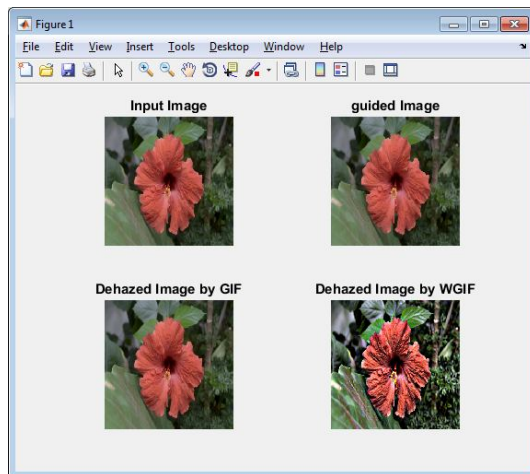 Figure 1
File Edit View Insert Tools Desktop Window Help
Input Image guided Image
Dehazed Image by GIF Dehazed Image by WGIF